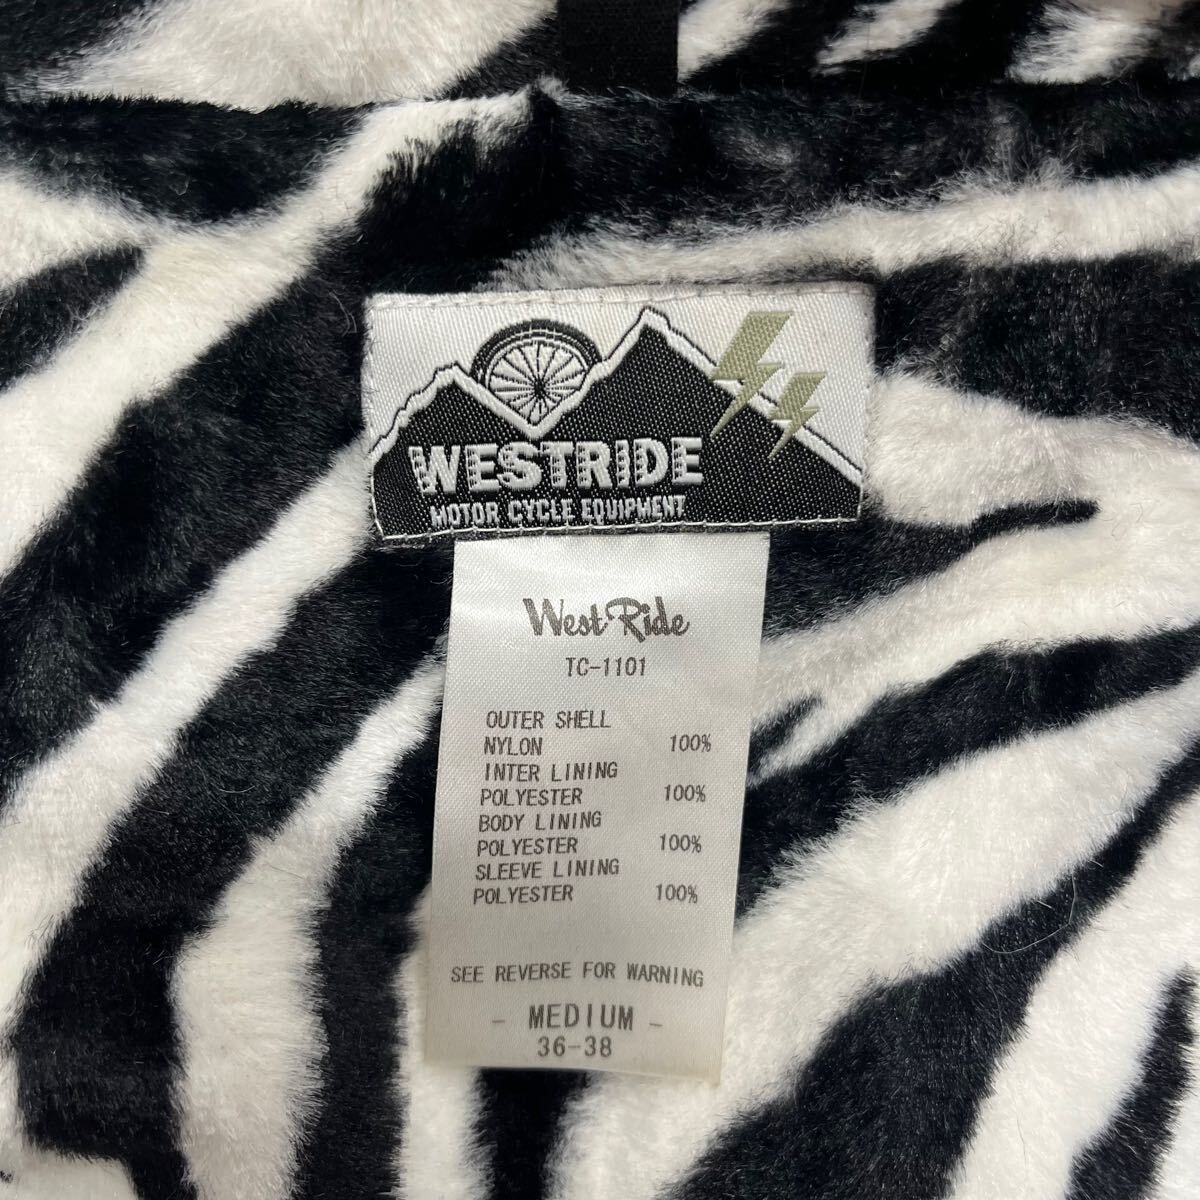 WESTRIDE
MOTOR CYCLE EQUIPMENT
West Ride
TC-1101
OUTER SHELL
NYLON 100%
INTER LINING
POLYESTER 100%
BODY LINING
POLYESTER 100%
SLEEVE LINING
POLYESTER 100%
SEE REVERSE FOR WARNING
- MEDIUM -
36-38